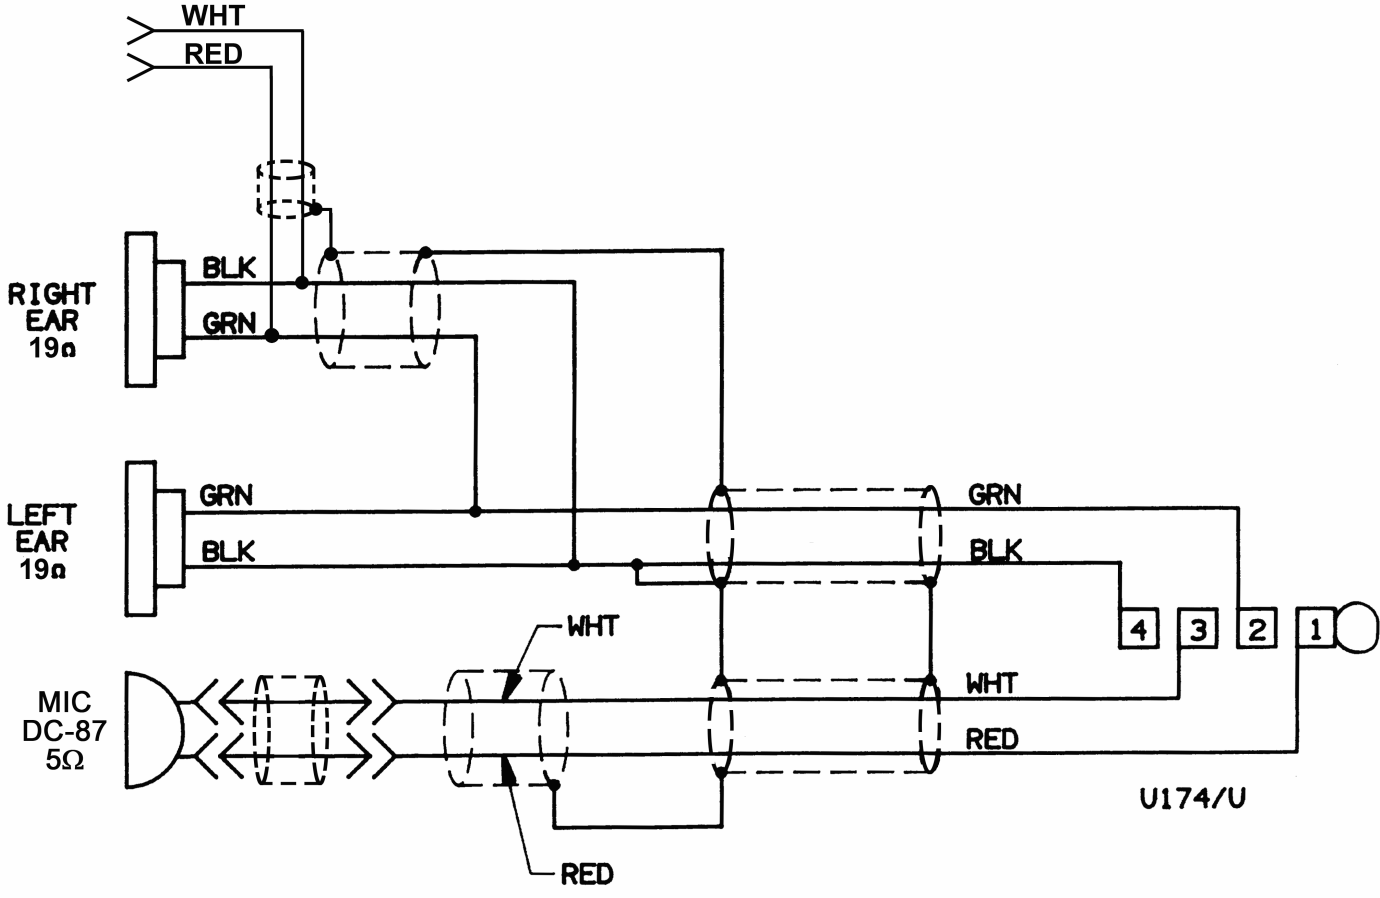 WHT
RED
BLK
RIGHT
EAR
19Ω
GRN
GRN
LEFT
EAR
19Ω
BLK
GRN
BLK
WHT
4 3 2 1
MIC
DC-87
5Ω
WHT
RED
U174/U
RED